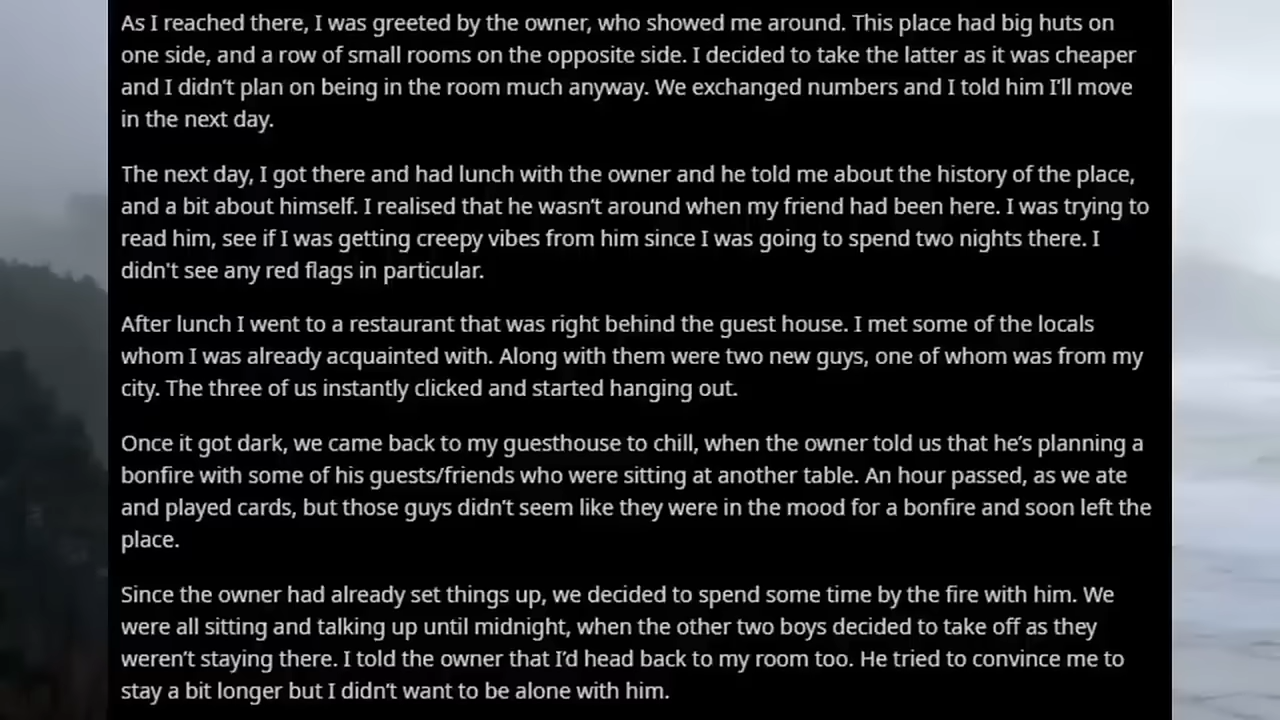 As I reached there, I was greeted by the owner, who showed me around. This place had big huts on
one side, and a row of small rooms on the opposite side. I decided to take the latter as it was cheaper
and I didn't plan on being in the room much anyway. We exchanged numbers and I told him I'll move
in the next day.
The next day, I got there and had lunch with the owner and he told me about the history of the place,
and a bit about himself. I realised that he wasn't around when my friend had been here. I was trying to
read him, see if I was getting creepy vibes from him since I was going to spend two nights there. I
didn't see any red flags in particular.
After lunch I went to a restaurant that was right behind the guest house. I met some of the locals
whom I was already acquainted with. Along with them were two new guys, one of whom was from my
city. The three of us instantly clicked and started hanging out.
Once it got dark, we came back to my guesthouse to chill, when the owner told us that he's planning a
bonfire with some of his guests/friends who were sitting at another table. An hour passed, as we ate
and played cards, but those guys didn't seem like they were in the mood for a bonfire and soon left the
place.
Since the owner had already set things up, we decided to spend some time by the fire with him. We
were all sitting and talking up until midnight, when the other two boys decided to take off as they
weren't staying there. I told the owner that I'd head back to my room too. He tried to convince me to
stay a bit longer but I didn't want to be alone with him.